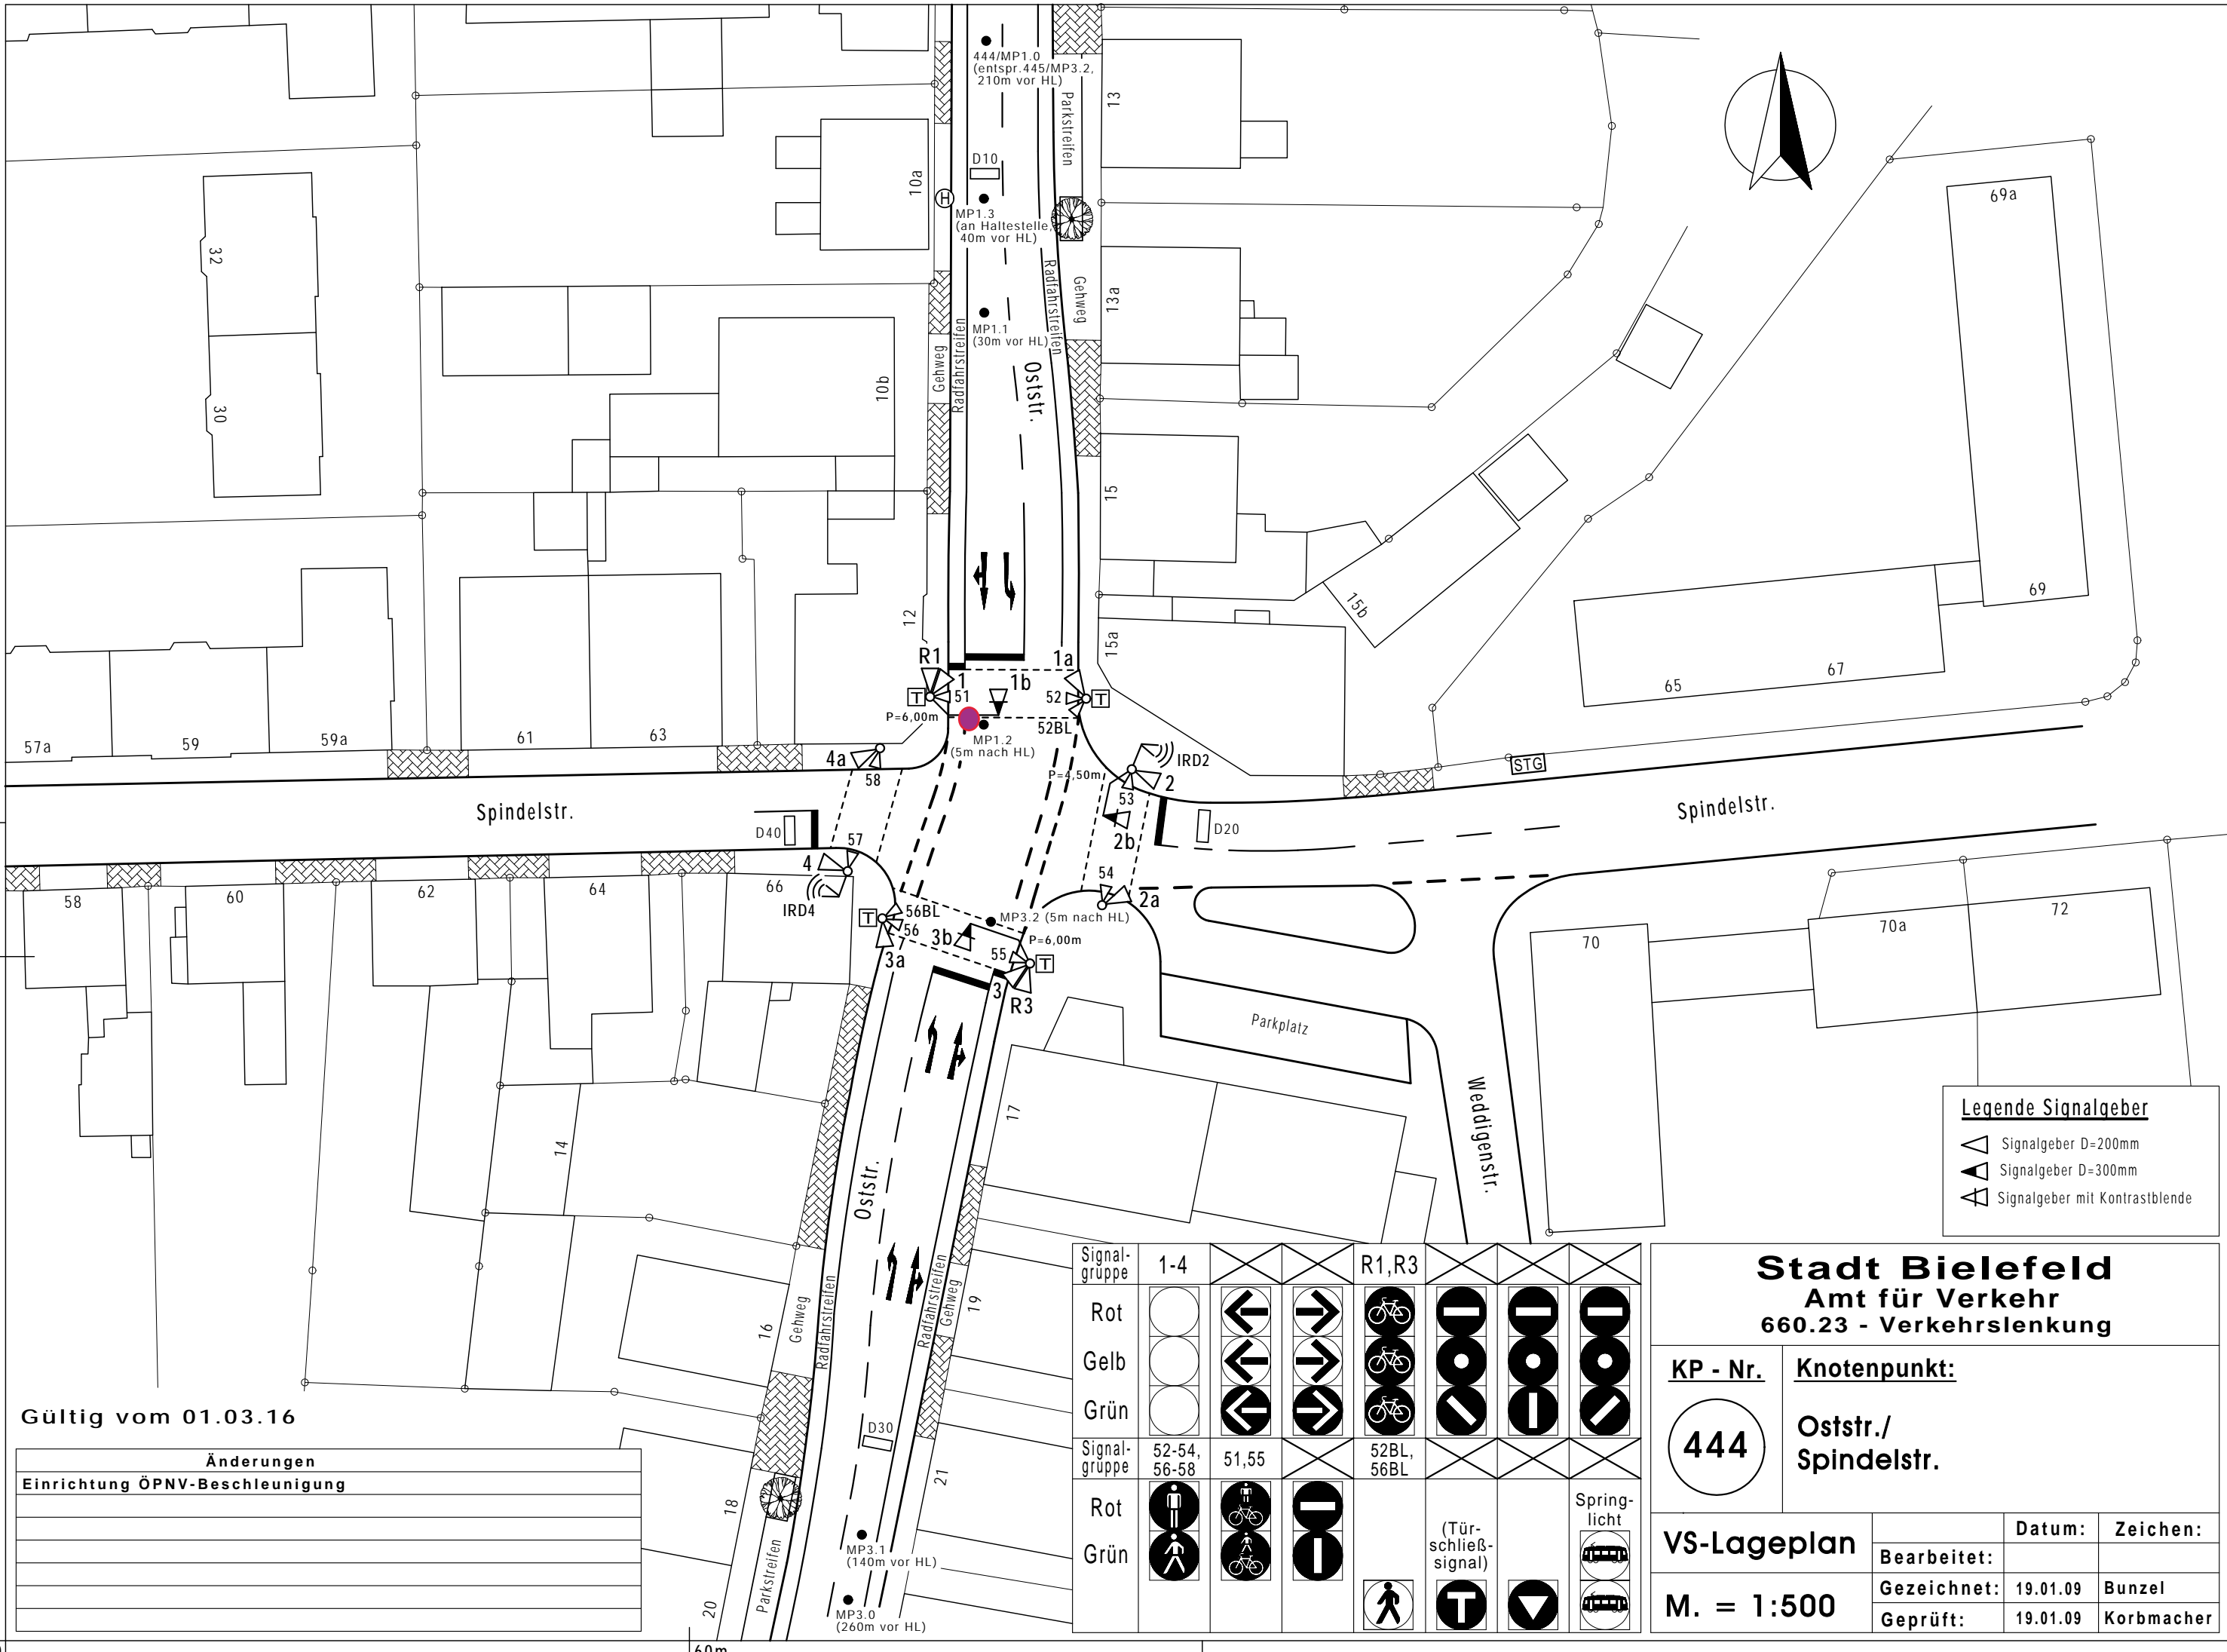 444/MP1.0
(entspr.445/MP3.2,
210m vor HL)
Parkstreifen
13
D10
10a
H
MP1.3
(an Haltestelle,
40m vor HL)
69a
32
Radfahrstreifen
Gehweg
13a
MP1.1
(30m vor HL)
Oststr.
Gehweg
Radfahrstreifen
10b
30
15
12
15b
15a
69
67
65
R1
1
1b
1a
T
51
52
T
P=6,00m
52BL
MP1.2
(5m nach HL)
57a
59
59a
61
63
4a
58
IRD2
P=4,50m
2
53
STG
Spindelstr.
Spindelstr.
D40
2b
D20
57
4
54
2a
IRD4
58
60
62
64
66
T
56BL
56
MP3.2 (5m nach HL)
3b
P=6,00m
3a
55
T
3
R3
70
70a
72
Parkplatz
17
Weddigenstr.
14
Oststr.
Legende Signalgeber
Signalgeber D=200mm
Signalgeber D=300mm
Signalgeber mit Kontrastblende
16
Gehweg
Radfahrstreifen
Radfahrstreifen
Gehweg
19
D30
21
18
Parkstreifen
20
MP3.1
(140m vor HL)
MP3.0
(260m vor HL)
60m
Gültig vom 01.03.16
Änderungen
Einrichtung ÖPNV-Beschleunigung
Signal-
gruppe
1-4
R1,R3
Rot
Gelb
Grün
Signal-
gruppe
52-54,
56-58
51,55
52BL,
56BL
Rot
Grün
(Tür-
schließ-
signal)
T
Spring-
licht
Stadt Bielefeld
Amt für Verkehr
660.23 - Verkehrslenkung
KP - Nr.
Knotenpunkt:
444
Oststr./
Spindelstr.
VS-Lageplan
Datum:
Zeichen:
Bearbeitet:
M. = 1:500
Gezeichnet: 19.01.09 Bunzel
Geprüft: 19.01.09 Korbmacher